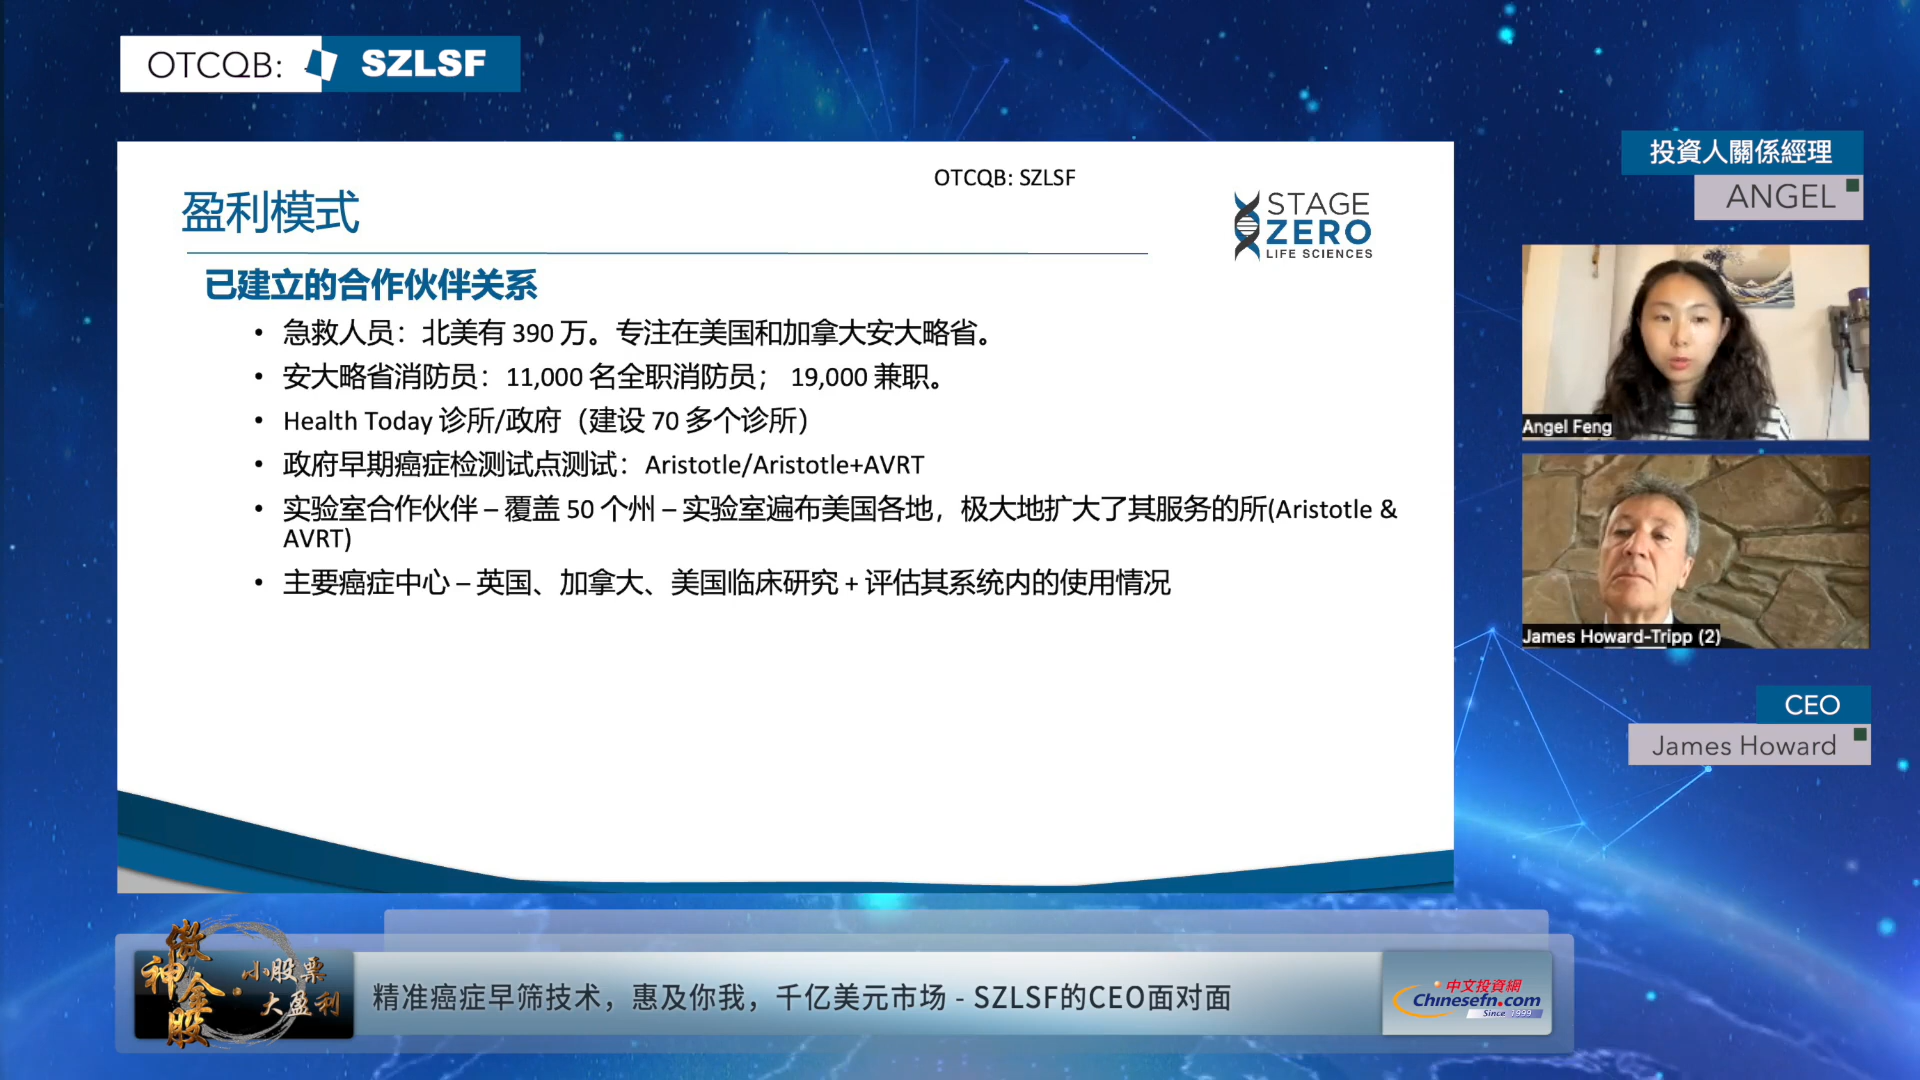 OTCQB: SZLSF
OTCQB: SZLSF
盈利模式
STAGE
ZERO
LIFE SCIENCES
已建立的合作伙伴关系
• 急救人员：北美有 390 万。专注在美国和加拿大安大略省。
• 安大略省消防员：11,000 名全职消防员； 19,000 兼职。
• Health Today 诊所/政府（建设 70 多个诊所）
• 政府早期癌症检测试点测试：Aristotle/Aristotle+AVRT
• 实验室合作伙伴 – 覆盖 50 个州 – 实验室遍布美国各地，极大地扩大了其服务的所(Aristotle &
AVRT)
• 主要癌症中心 – 英国、加拿大、美国临床研究 + 评估其系统内的使用情况
投資人關係經理
ANGEL
Angel Feng
James Howard-Tripp (2)
CEO
James Howard
微神金股·小股票
大盈利
精准癌症早筛技术，惠及你我，千亿美元市场 - SZLSF的CEO面对面
中文投資網
Chinesefn.com
Since 1999